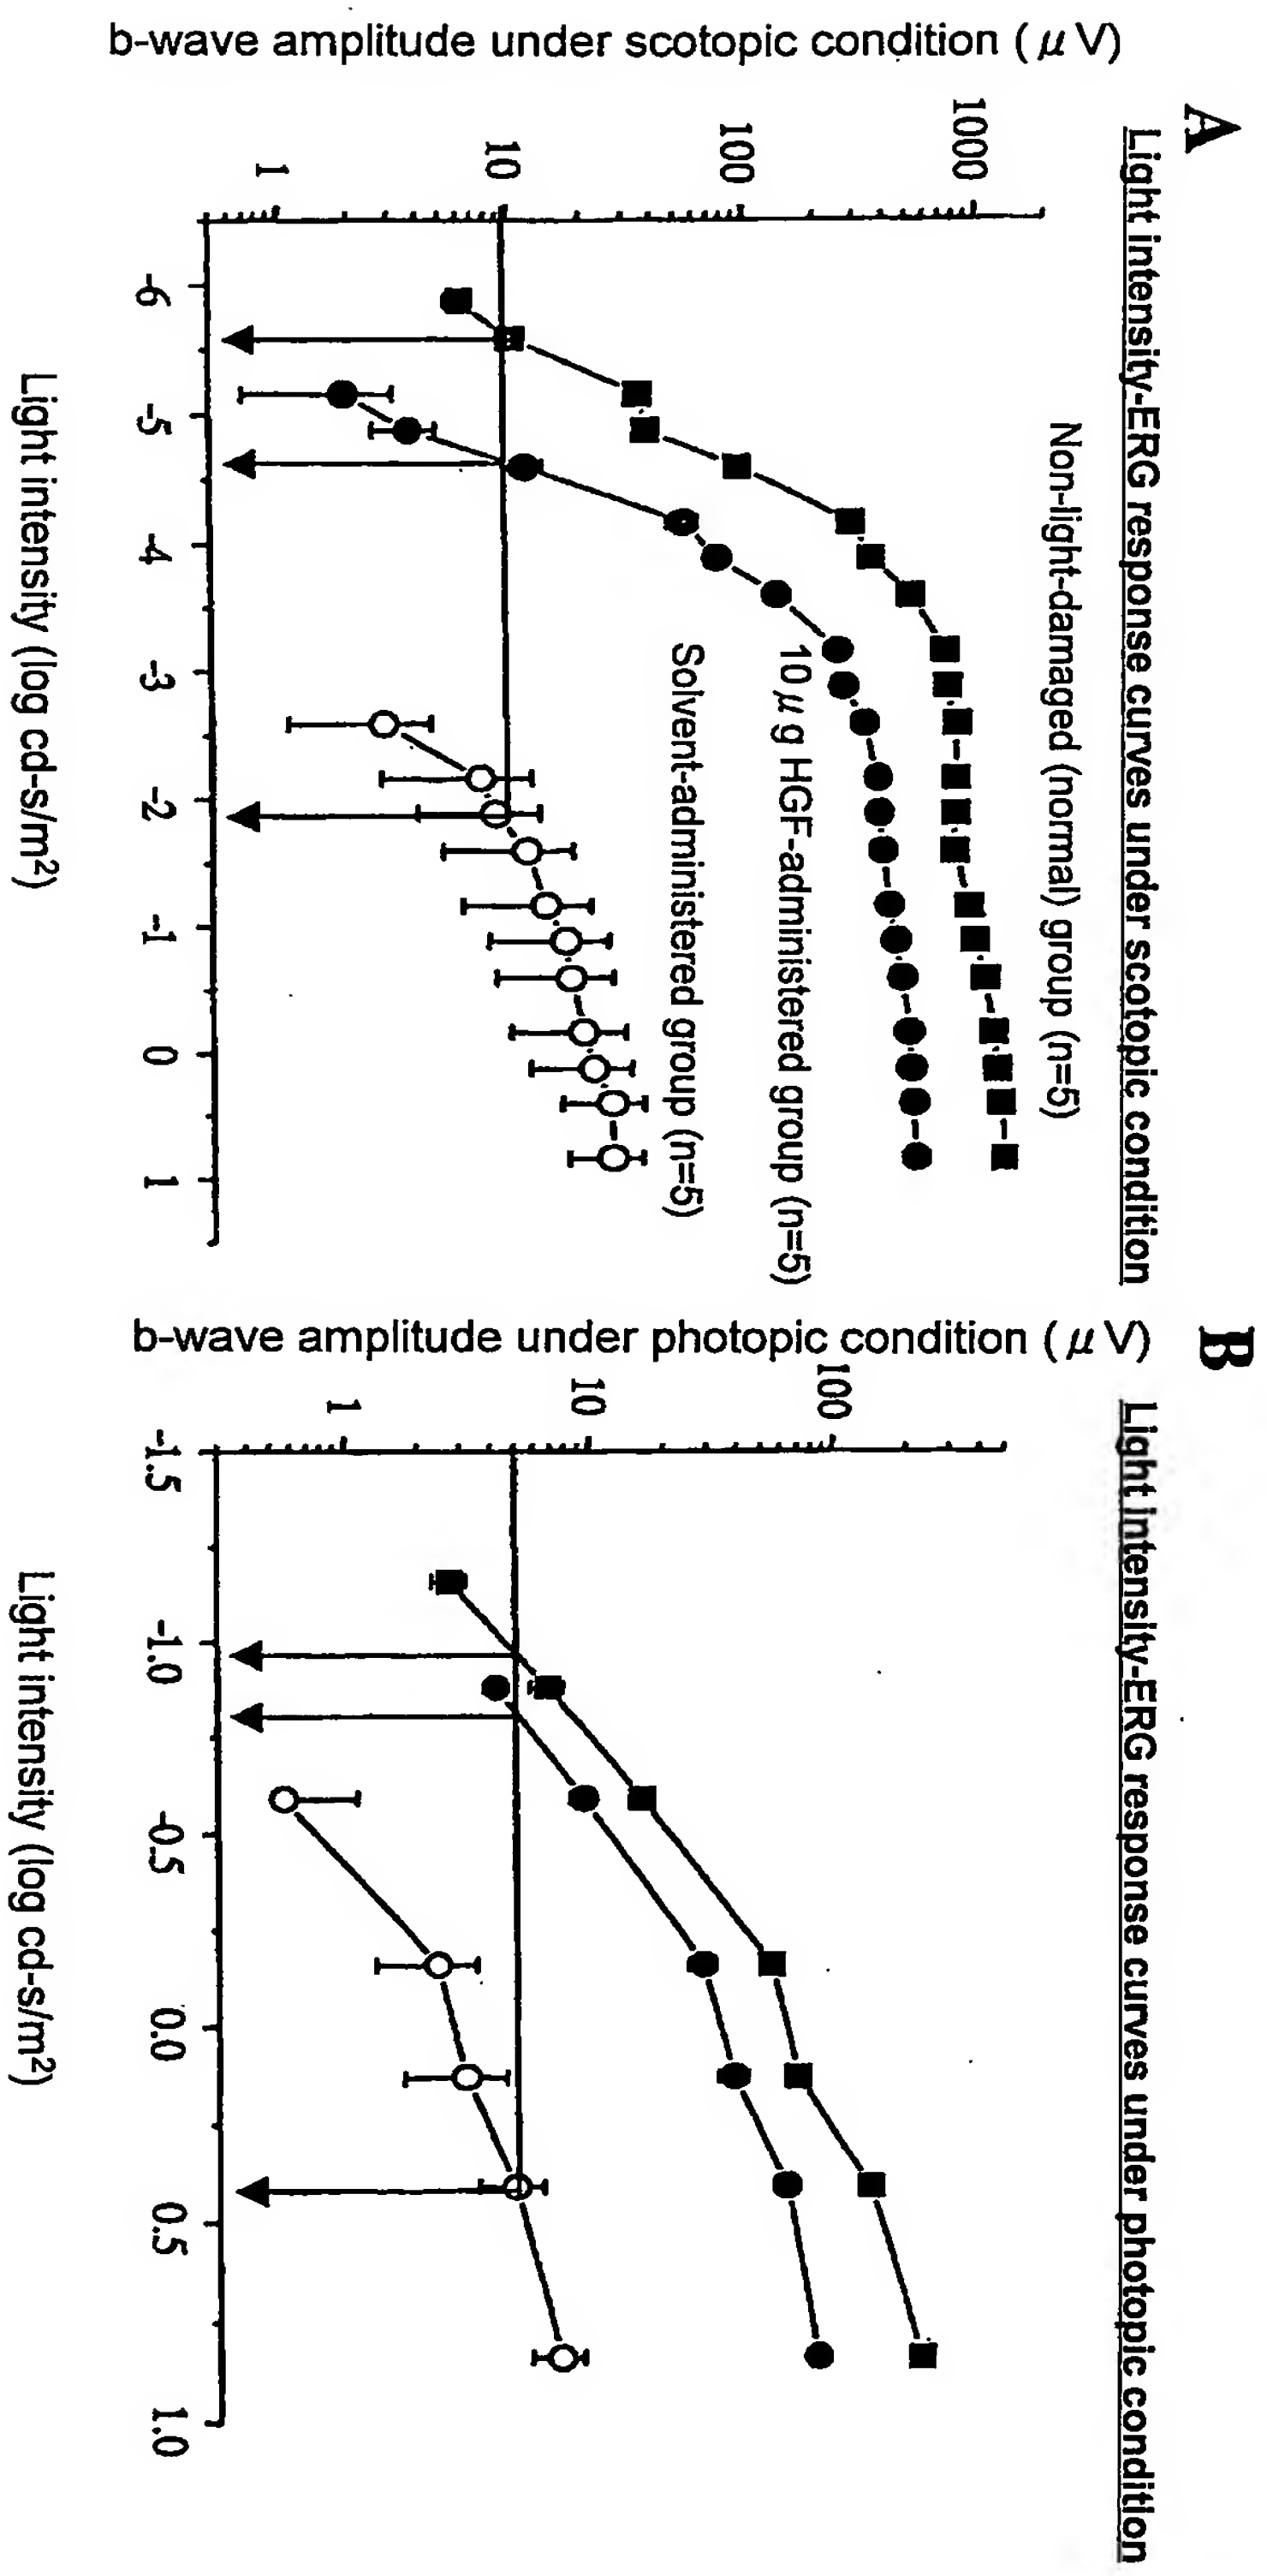 A
Light intensity-ERG response curves under scotopic condition
b-wave amplitude under scotopic condition (μV)
1000
100
10
1
Non-light-damaged (normal) group (n=5)
10μg HGF-administered group (n=5)
Solvent-administered group (n=5)
-6 -5 -4 -3 -2 -1 0 1
Light intensity (log cd-s/m²)
B
Light intensity-ERG response curves under photopic condition
b-wave amplitude under photopic condition (μV)
100
10
1
-1.5 -1.0 -0.5 0.0 0.5 1.0
Light intensity (log cd-s/m²)